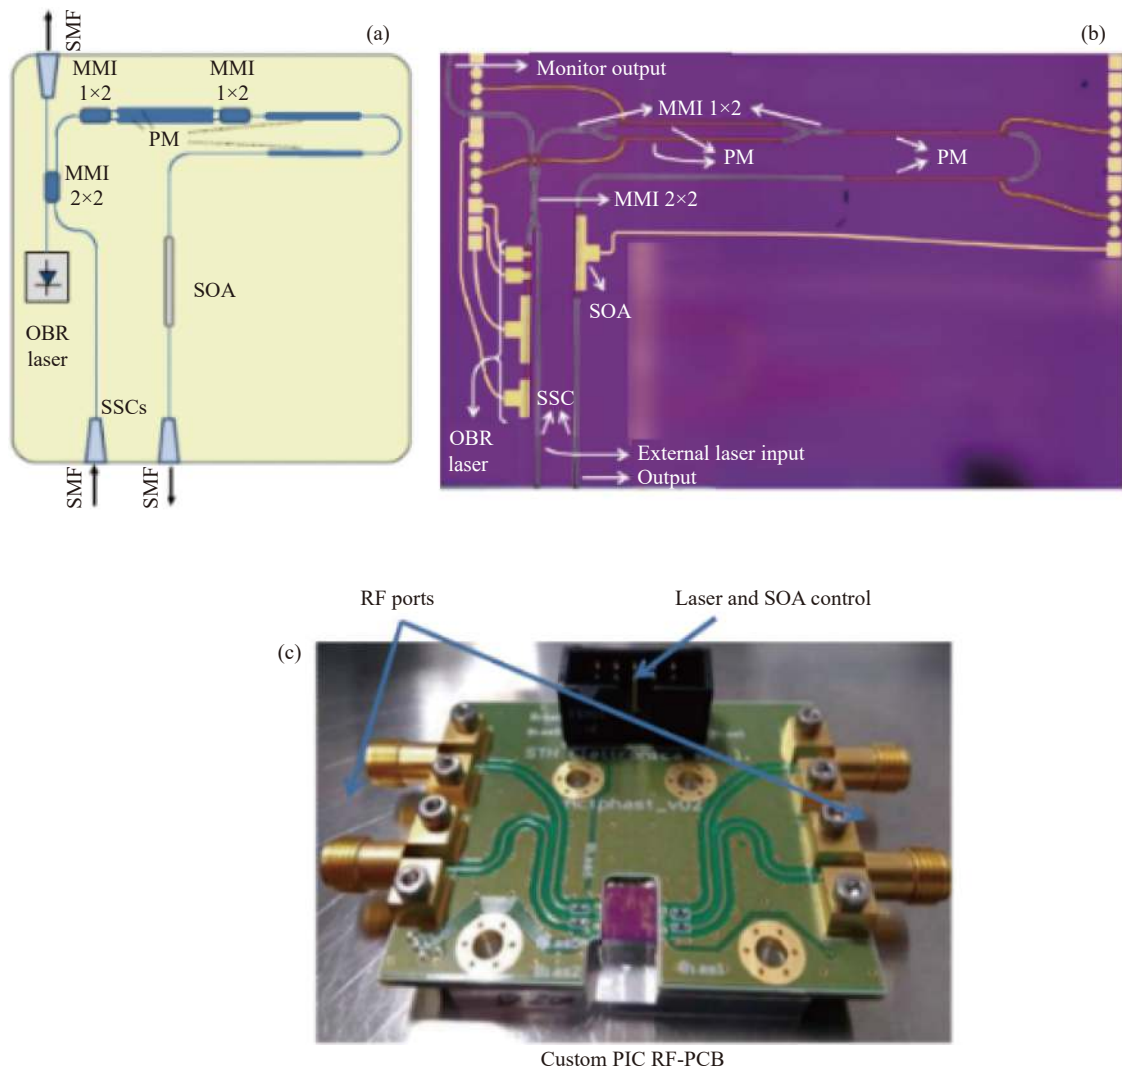 SMF
(a)
MMI
1×2
MMI
1×2
PM
MMI
2×2
SOA
OBR
laser
SSCs
SMF
SMF
(b)
Monitor output
MMI 1×2
PM
PM
MMI 2×2
SOA
SSC
OBR
laser
External laser input
Output
RF ports
Laser and SOA control
(c)
Bias2
Bias1
Custom PIC RF-PCB